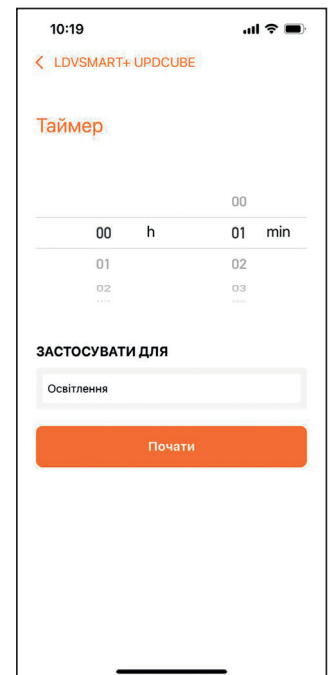 10:19
LDVSMART+ UPDCUBE
Таймер
00
00 h 01 min
01 02
02 03
ЗАСТОСУВАТИ ДЛЯ
Освітлення
Почати